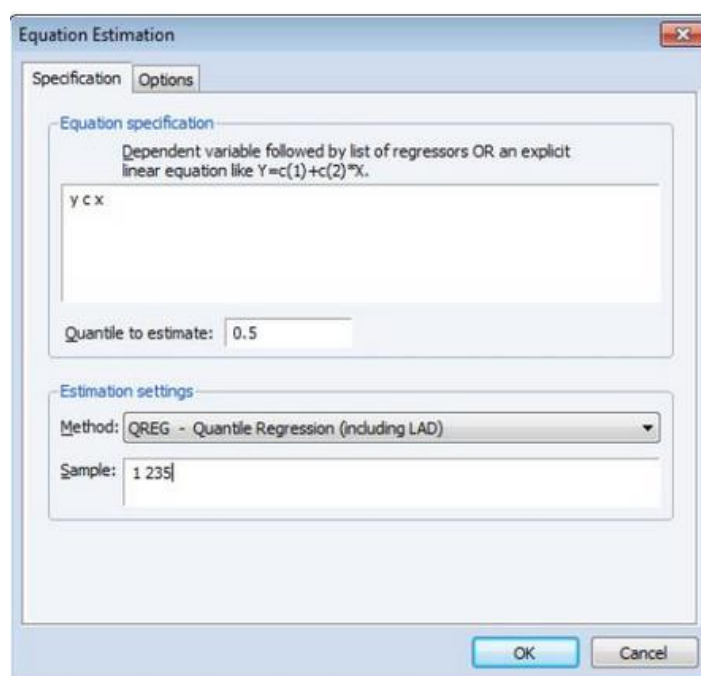 Equation Estimation
Specification Options
Equation specification
Dependent variable followed by list of regressors OR an explicit
linear equation like Y=c(1)+c(2)*X.
y c x
Quantile to estimate: 0.5
Estimation settings
Method: QREG - Quantile Regression (including LAD)
Sample: 1 235
OK Cancel